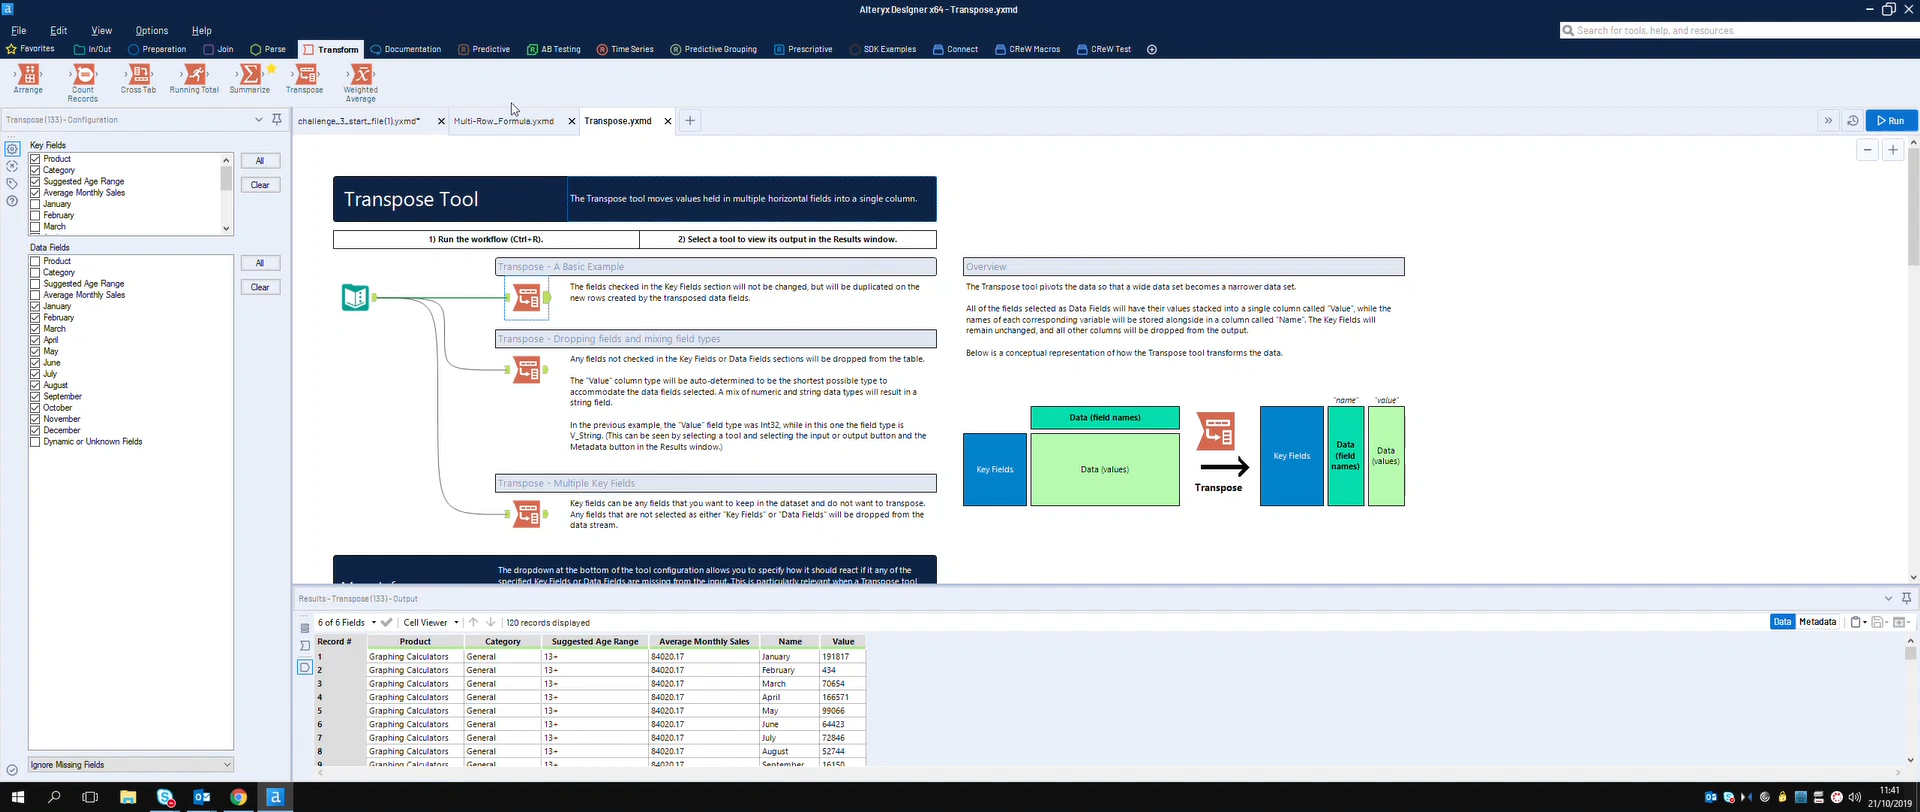 Alteryx Designer x64 - Transpose.yxmd
File Edit View Options Help
Search for tools, help, and resources
Favorites In/Out Preparation Join Parse Transform Documentation Predictive AB Testing Time Series Predictive Grouping Prescriptive SDK Examples Connect CReW Macros CReW Test
Arrange Count Records Cross Tab Running Total Summarize Transpose Weighted Average
Transpose (133) - Configuration
challenge_3_start_file(1).yxmd* Multi-Row_Formula.yxmd Transpose.yxmd
Run
Key Fields
All
Clear
Product
Category
Suggested Age Range
Average Monthly Sales
January
February
March
Data Fields
All
Clear
Product
Category
Suggested Age Range
Average Monthly Sales
January
February
March
April
May
June
July
August
September
October
November
December
Dynamic or Unknown Fields
Ignore Missing Fields
Transpose Tool
The Transpose tool moves values held in multiple horizontal fields into a single column.
1) Run the workflow (Ctrl+R).
2) Select a tool to view its output in the Results window.
Transpose - A Basic Example
The fields checked in the Key Fields section will not be changed, but will be duplicated on
new rows created by the transposed data fields.
Transpose - Dropping fields and mixing field types
Any fields not checked in the Key Fields or Data Fields sections will be dropped from the table.
The "Value" column type will be auto-determined to be the shortest possible type to
accommodate the data fields selected. A mix of numeric and string data types will result in a
string field.
In the previous example, the "Value" field type was Int32, while in this one the field type is
V_String. (This can be seen by selecting a tool and selecting the input or output button and the
Metadata button in the Results window.)
Transpose - Multiple Key Fields
Key fields can be any fields that you want to keep in the dataset and do not want to transpose.
Any fields that are not selected as either "Key Fields" or "Data Fields" will be dropped from the
data stream.
The dropdown at the bottom of the tool configuration allows you to specify how it should react if it any of the
specified Key Fields or Data Fields are missing from the input. This is particularly relevant when a Transpose tool
Overview
The Transpose tool pivots the data so that a wide data set becomes a narrower data set.
All of the fields selected as Data Fields will have their values stacked into a single column called "Value", while the
names of each corresponding variable will be stored alongside in a column called "Name". The Key Fields will
remain unchanged, and all other columns will be dropped from the output.
Below is a conceptual representation of how the Transpose tool transforms the data.
"name" "value"
Data (field names)
Key Fields
Data (values)
Transpose
Key Fields
Data (field names)
Data (values)
Results - Transpose (133) - Output
6 of 6 Fields Cell Viewer 120 records displayed
Data Metadata
Record # Product Category Suggested Age Range Average Monthly Sales Name Value
1 Graphing Calculators General 13+ 84020.17 January 191817
2 Graphing Calculators General 13+ 84020.17 February 434
3 Graphing Calculators General 13+ 84020.17 March 70654
4 Graphing Calculators General 13+ 84020.17 April 166571
5 Graphing Calculators General 13+ 84020.17 May 99066
6 Graphing Calculators General 13+ 84020.17 June 64423
7 Graphing Calculators General 13+ 84020.17 July 72846
8 Graphing Calculators General 13+ 84020.17 August 52744
9 Graphing Calculators General 13+ 84020.17 September 16150
11:41
21/10/2019